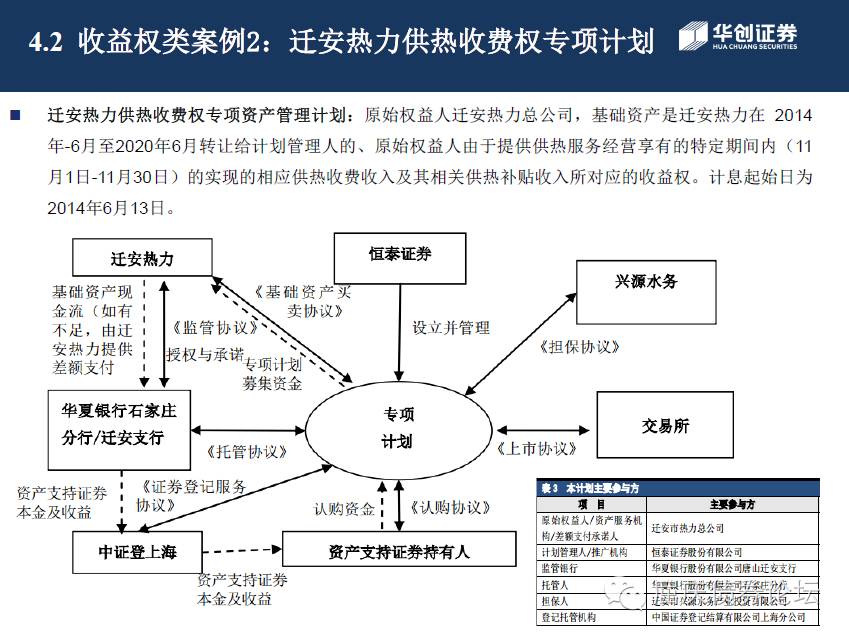 4.2 收益权类案例2：迁安热力供热收费权专项计划
华创证券
HUA CHUANG SECURITIES
迁安热力供热收费权专项资产管理计划：原始权益人迁安热力总公司，基础资产是迁安热力在 2014
年-6月至2020年6月转让给计划管理人的、原始权益人由于提供供热服务经营享有的特定期间内（11
月1日-11月30日）的实现的相应供热收费收入及其相关供热补贴收入所对应的收益权。计息起始日为
2014年6月13日。
迁安热力
恒泰证券
兴源水务
基础资产现
金流（如有
不足，由迁
安热力提供
差额支付
《监管协议》
授权与承诺
《基础资产买
卖协议》
专项计划
募集资金
设立并管理
《担保协议》
华夏银行石家庄
分行/迁安支行
《托管协议》
专项
计划
《上市协议》
交易所
资产支持证券
本金及收益
《证券登记服务
协议》
认购资金
《认购协议》
中证登上海
资产支持证券
本金及收益
资产支持证券持有人
表 3 本计划主要参与方
项 目
主要参与方
原始权益人/资产服务机
构/差额支付承诺人
迁安市热力总公司
计划管理人/推广机构
恒泰证券股份有限公司
监管银行
华夏银行股份有限公司唐山迁安支行
托管人
华夏银行股份有限公司石家庄分行
担保人
迁安市兴源水务产业投资有限公司
登记托管机构
中国证券登记结算有限公司上海分公司